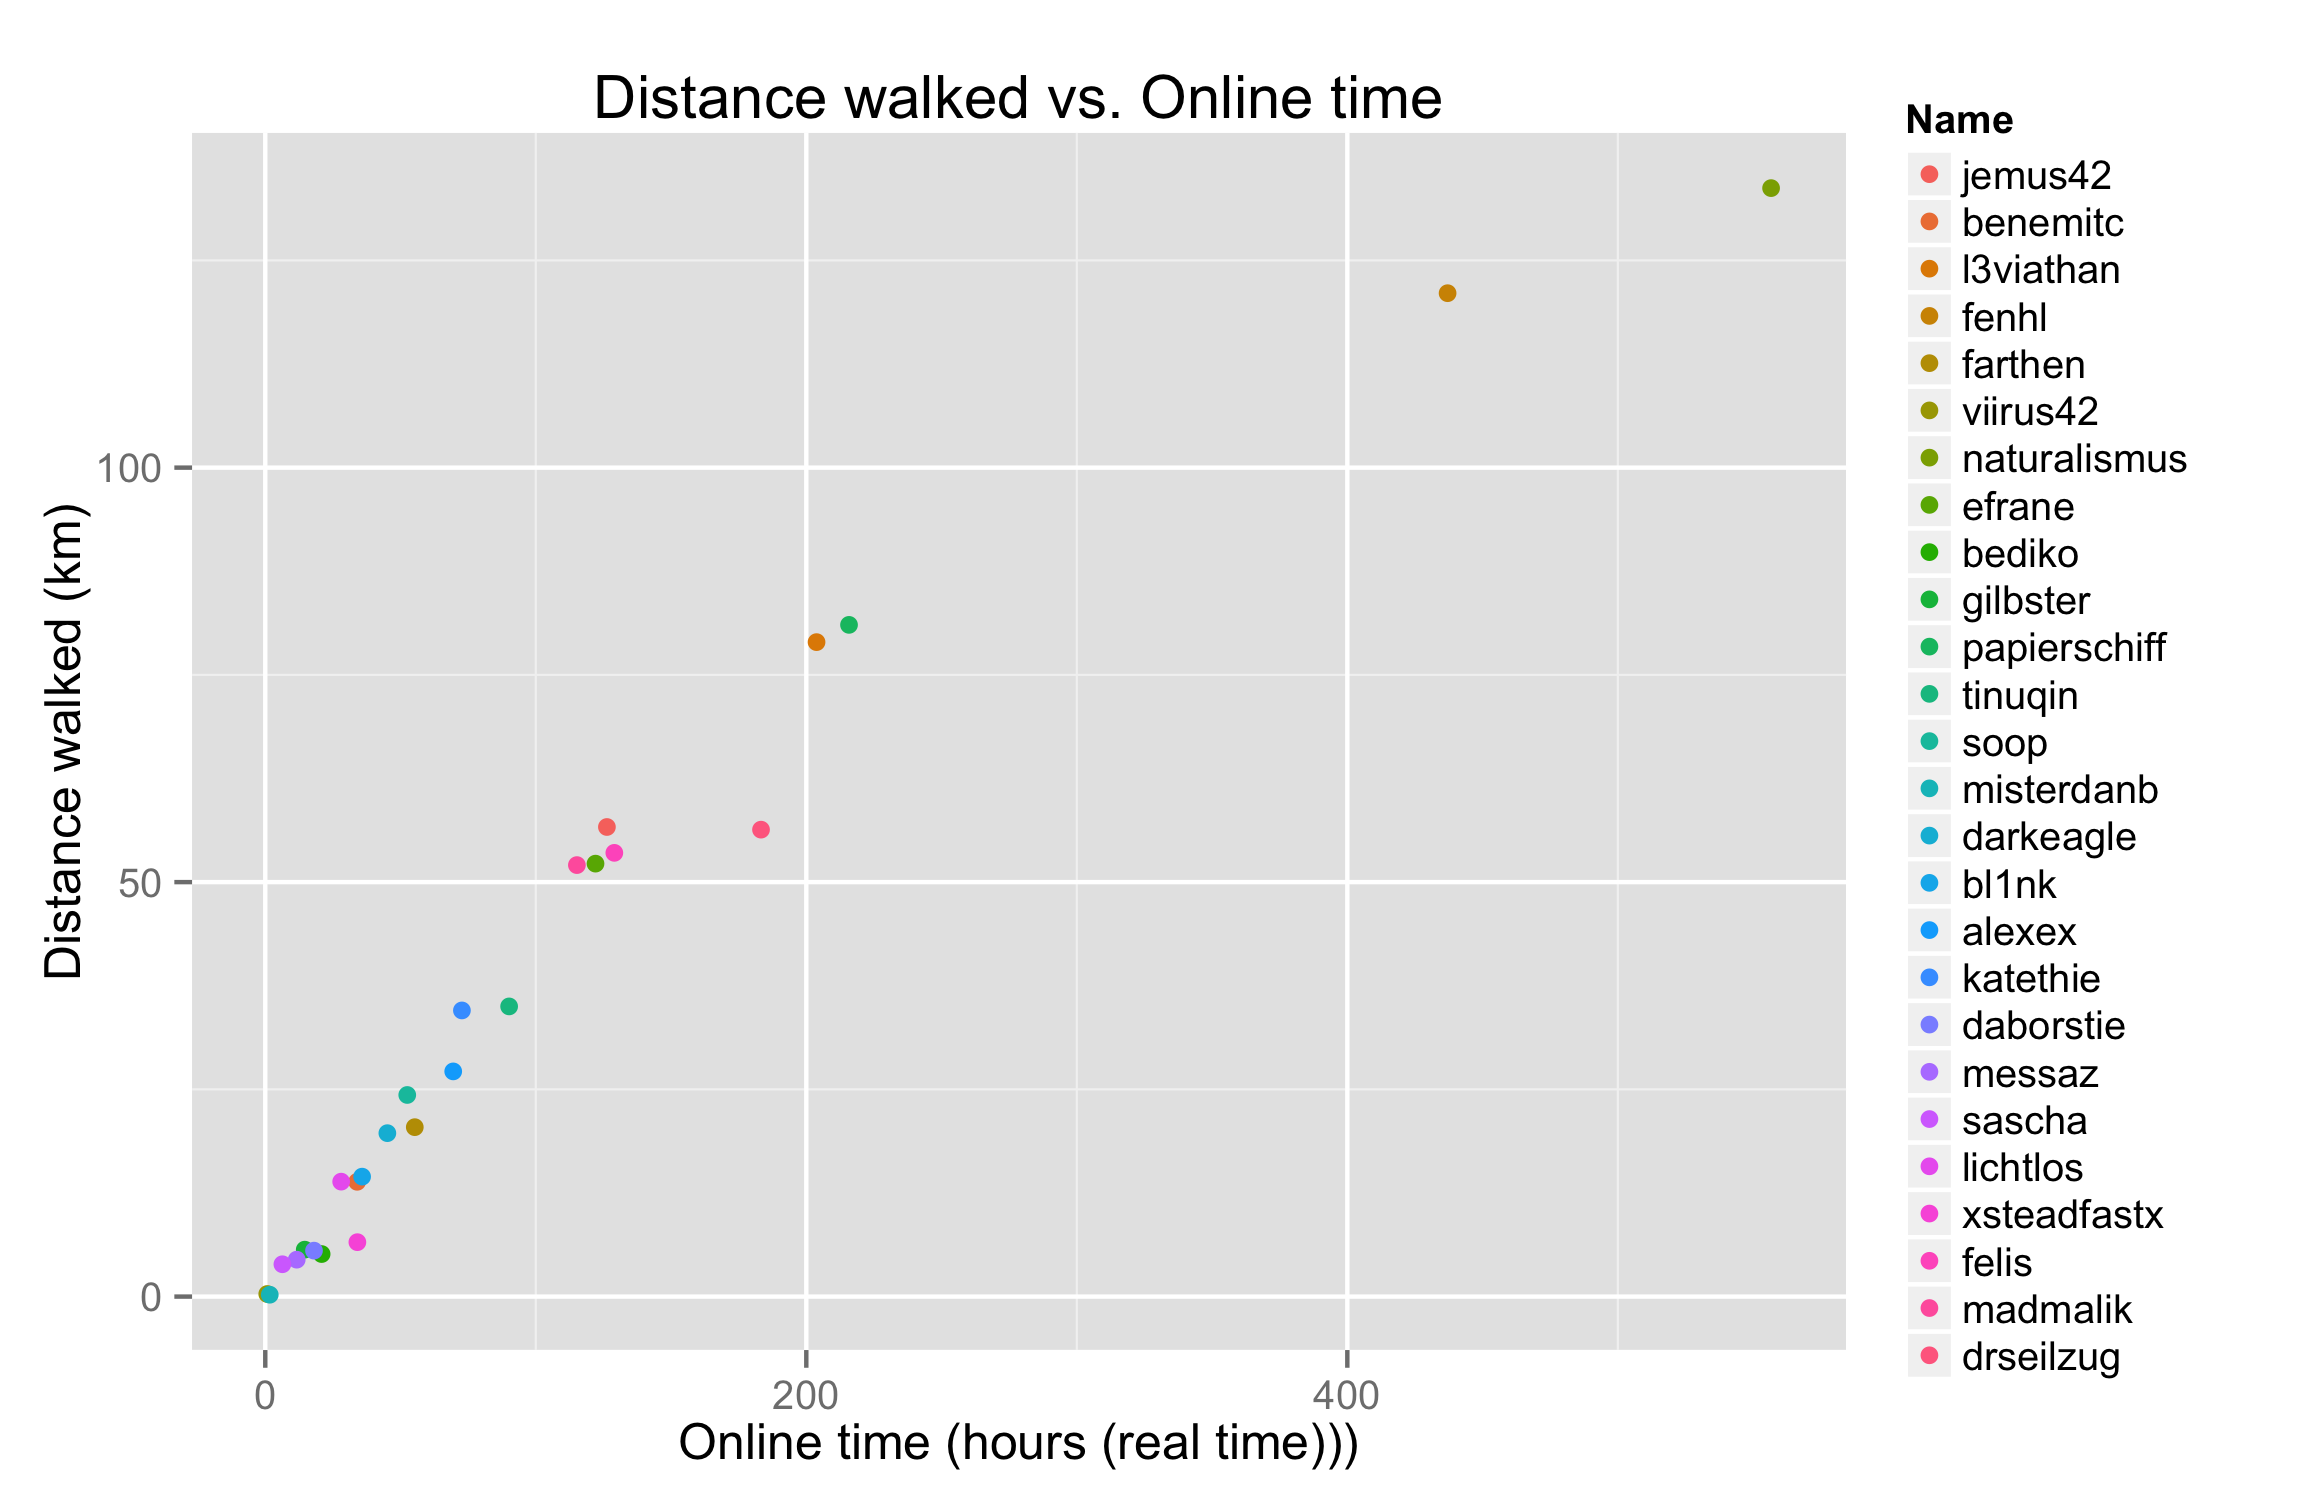 Distance walked vs. Online time
Distance walked (km)
100
50
0
0
200
400
Online time (hours (real time)))
Name
jemus42
benemitc
l3viathan
fenhl
farthen
viirus42
naturalismus
efrane
bediko
gilbster
papierschiff
tinuqin
soop
misterdanb
darkeagle
bl1nk
alexex
katethie
daborstie
messaz
sascha
lichtlos
xsteadfastx
felis
madmalik
drseilzug